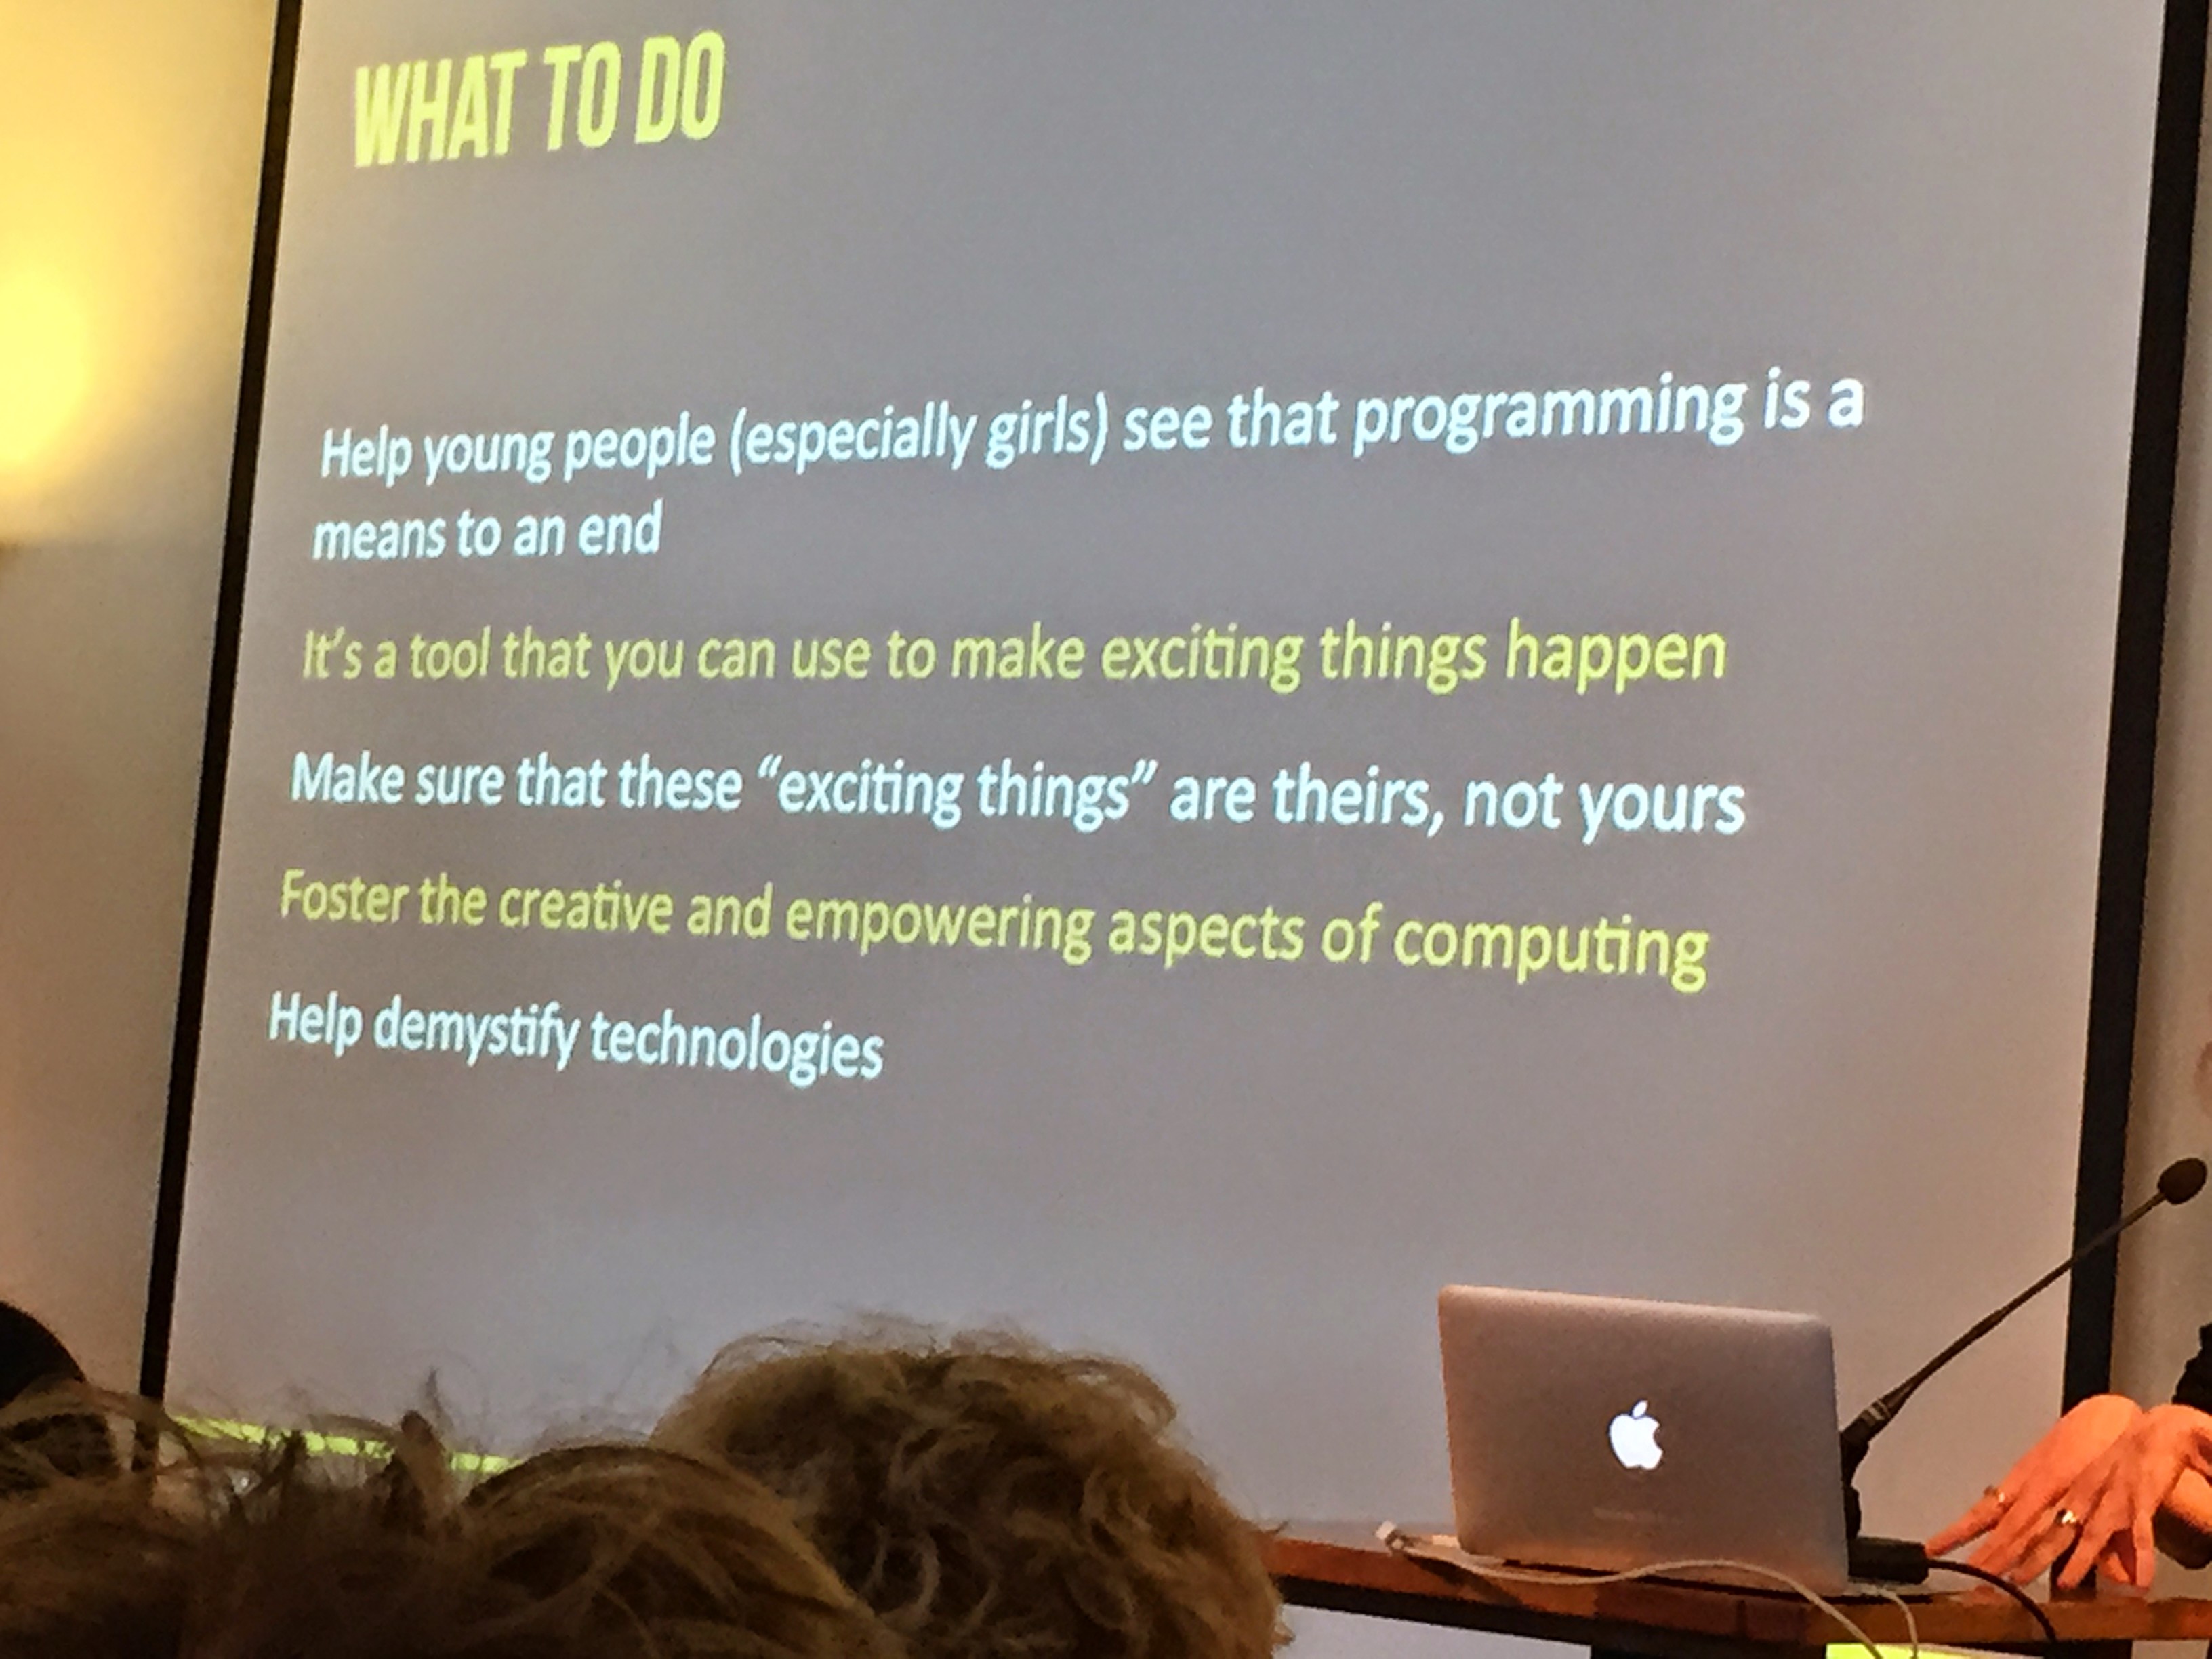 WHAT TO DO
Help young people (especially girls) see that programming is a
means to an end
It's a tool that you can use to make exciting things happen
Make sure that these “exciting things” are theirs, not yours
Foster the creative and empowering aspects of computing
Help demystify technologies